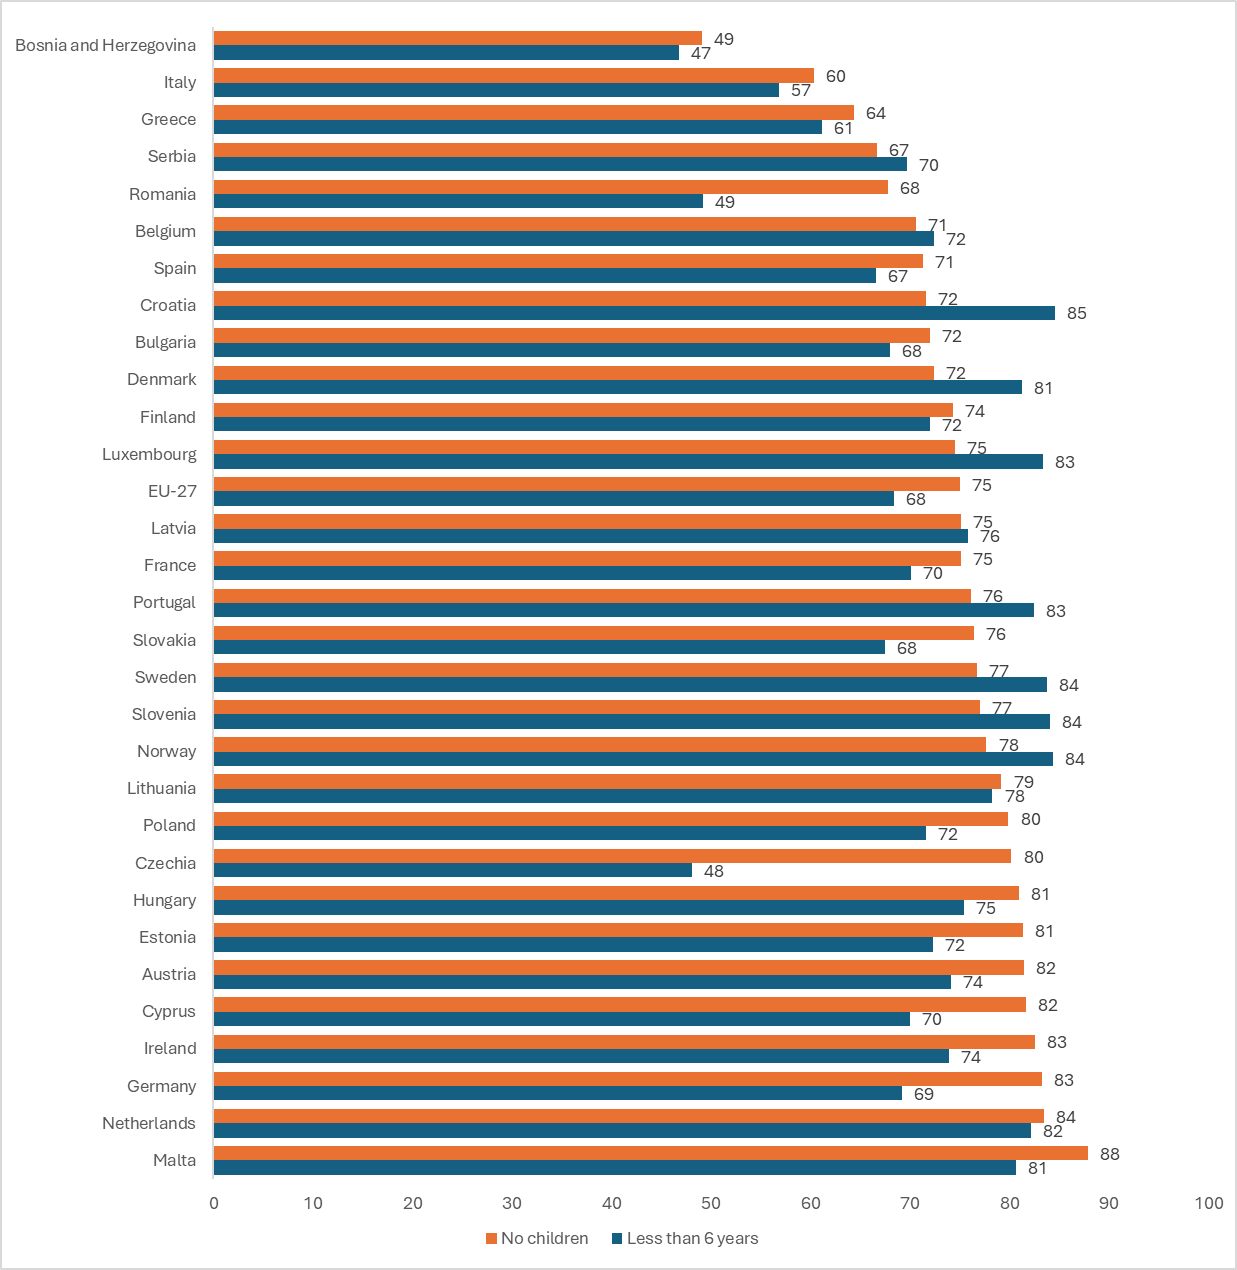 Bosnia and Herzegovina 49
47
Italy 60
57
Greece 64
61
Serbia 67
70
Romania 68
49
Belgium 71
72
Spain 71
67
Croatia 72
85
Bulgaria 72
68
Denmark 72
81
Finland 74
72
Luxembourg 75
83
EU-27 75
68
Latvia 75
76
France 75
70
Portugal 76
83
Slovakia 76
68
Sweden 77
84
Slovenia 77
84
Norway 78
84
Lithuania 79
78
Poland 80
72
Czechia 80
48
Hungary 81
75
Estonia 81
72
Austria 82
74
Cyprus 82
70
Ireland 83
74
Germany 83
69
Netherlands 84
82
Malta 88
81
0 10 20 30 40 50 60 70 80 90 100
No children Less than 6 years